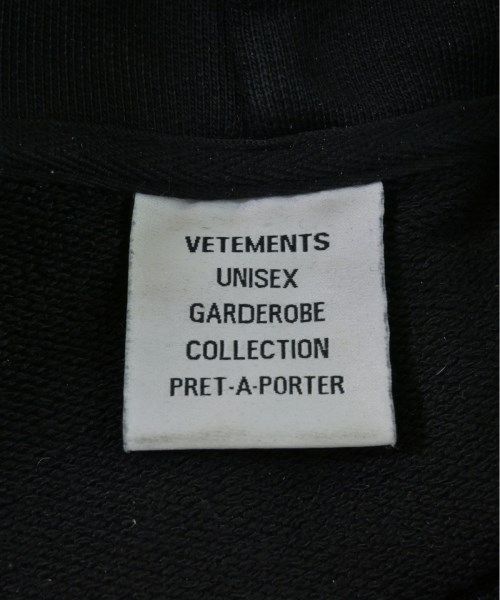 VETEMENTS
UNISEX
GARDEROBE
COLLECTION
PRET-A-PORTER